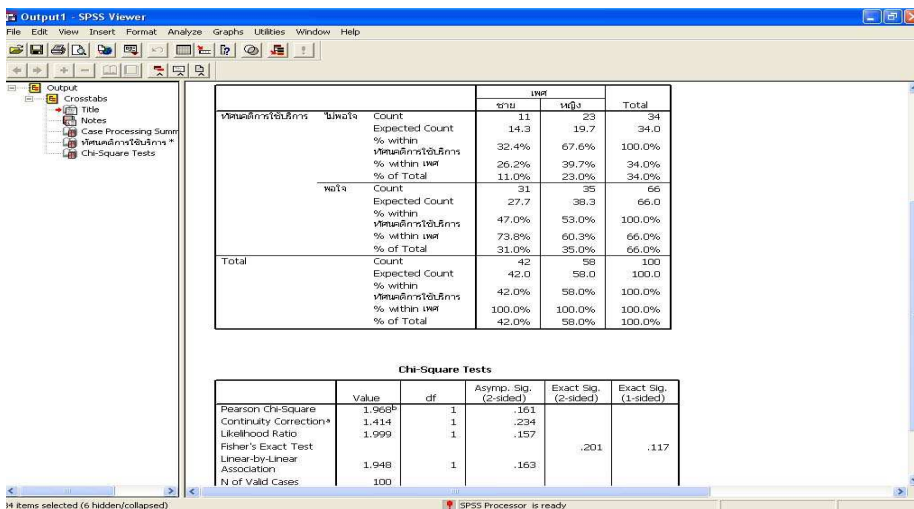 Output1 - SPSS Viewer
File Edit View Insert Format Analyze Graphs Utilities Window Help
Output
Crosstabs
Title
Notes
Case Processing Summ
ทัศนคติการใช้บริการ *
Chi-Square Tests
เพศ
ชาย หญิง Total
ทัศนคติการใช้บริการ ไม่พอใจ Count 11 23 34
Expected Count 14.3 19.7 34.0
% within ทัศนคติการใช้บริการ 32.4% 67.6% 100.0%
% within เพศ 26.2% 39.7% 34.0%
% of Total 11.0% 23.0% 34.0%
พอใจ Count 31 35 66
Expected Count 27.7 38.3 66.0
% within ทัศนคติการใช้บริการ 47.0% 53.0% 100.0%
% within เพศ 73.8% 60.3% 66.0%
% of Total 31.0% 35.0% 66.0%
Total Count 42 58 100
Expected Count 42.0 58.0 100.0
% within ทัศนคติการใช้บริการ 42.0% 58.0% 100.0%
% within เพศ 100.0% 100.0% 100.0%
% of Total 42.0% 58.0% 100.0%
Chi-Square Tests
Value df Asymp. Sig. (2-sided) Exact Sig. (2-sided) Exact Sig. (1-sided)
Pearson Chi-Square 1.968b 1 .161
Continuity Correctiona 1.414 1 .234
Likelihood Ratio 1.999 1 .157
Fisher's Exact Test .201 .117
Linear-by-Linear Association 1.948 1 .163
N of Valid Cases 100
items selected (6 hidden/collapsed) SPSS Processor is ready